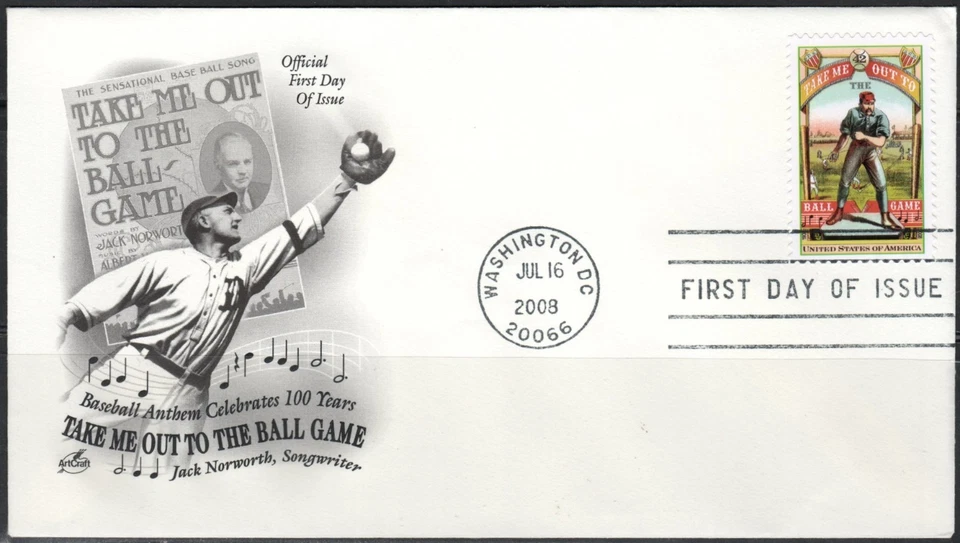 Official
First Day
Of Issue
THE SENSATIONAL BASE BALL SONG
TAKE ME OUT
TO THE
BALL
GAME
WORDS BY
JACK NORWORT
MUSIC BY
ALBERT
Baseball Anthem Celebrates 100 Years
TAKE ME OUT TO THE BALL GAME
Jack Norworth, Songwriter
ArtCraft
WASHINGTON DC
JUL 16
2008
20066
42
TAKE ME OUT TO
THE
BALL GAME
UNITED STATES OF AMERICA
FIRST DAY OF ISSUE